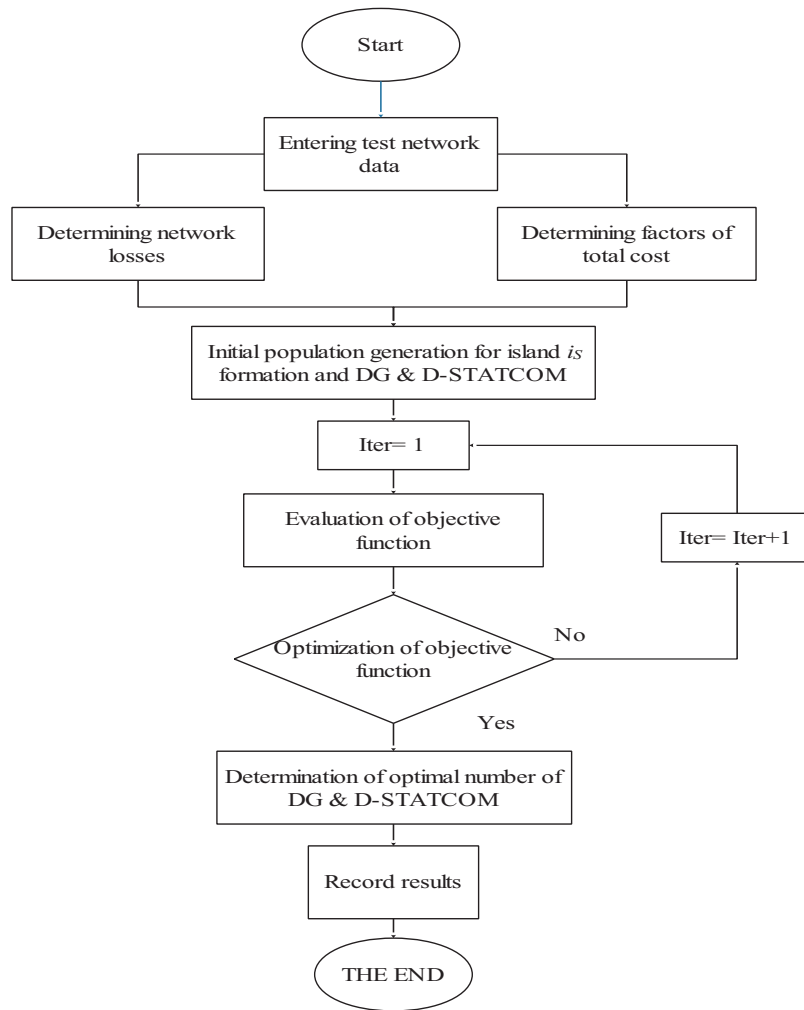 Start
Entering test network
data
Determining network
losses
Determining factors of
total cost
Initial population generation for island is
formation and DG & D-STATCOM
Iter= 1
Evaluation of objective
function
Iter= Iter+1
Optimization of objective
function
No
Yes
Determination of optimal number of
DG & D-STATCOM
Record results
THE END